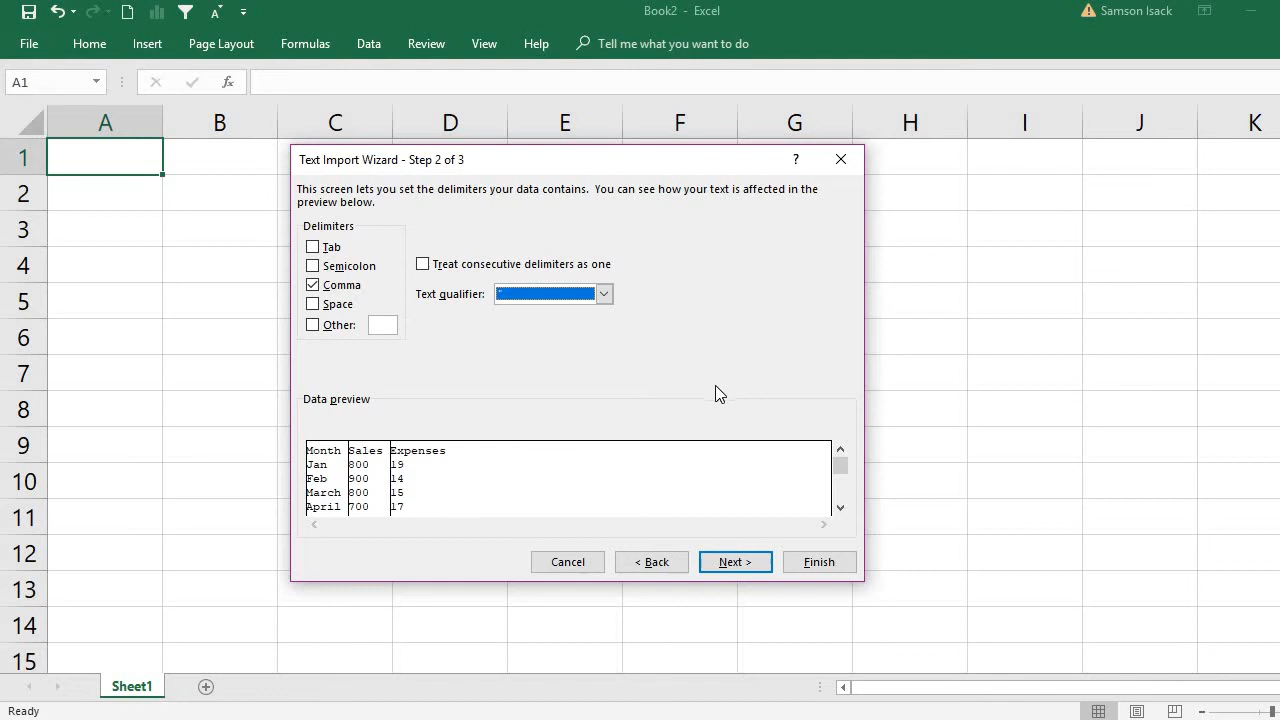 Book2 - Excel
Samson Isack
File Home Insert Page Layout Formulas Data Review View Help Tell me what you want to do
A1
fx
A B C D E F G H I J K
1
2
3
4
5
6
7
8
9
10
11
12
13
14
15
Text Import Wizard - Step 2 of 3
?
This screen lets you set the delimiters your data contains. You can see how your text is affected in the
preview below.
Delimiters
Tab
Semicolon
Comma
Space
Other:
Treat consecutive delimiters as one
Text qualifier: "
Data preview
Month Sales Expenses
Jan 800 19
Feb 900 14
March 800 15
April 700 17
Cancel < Back Next > Finish
Sheet1
Ready